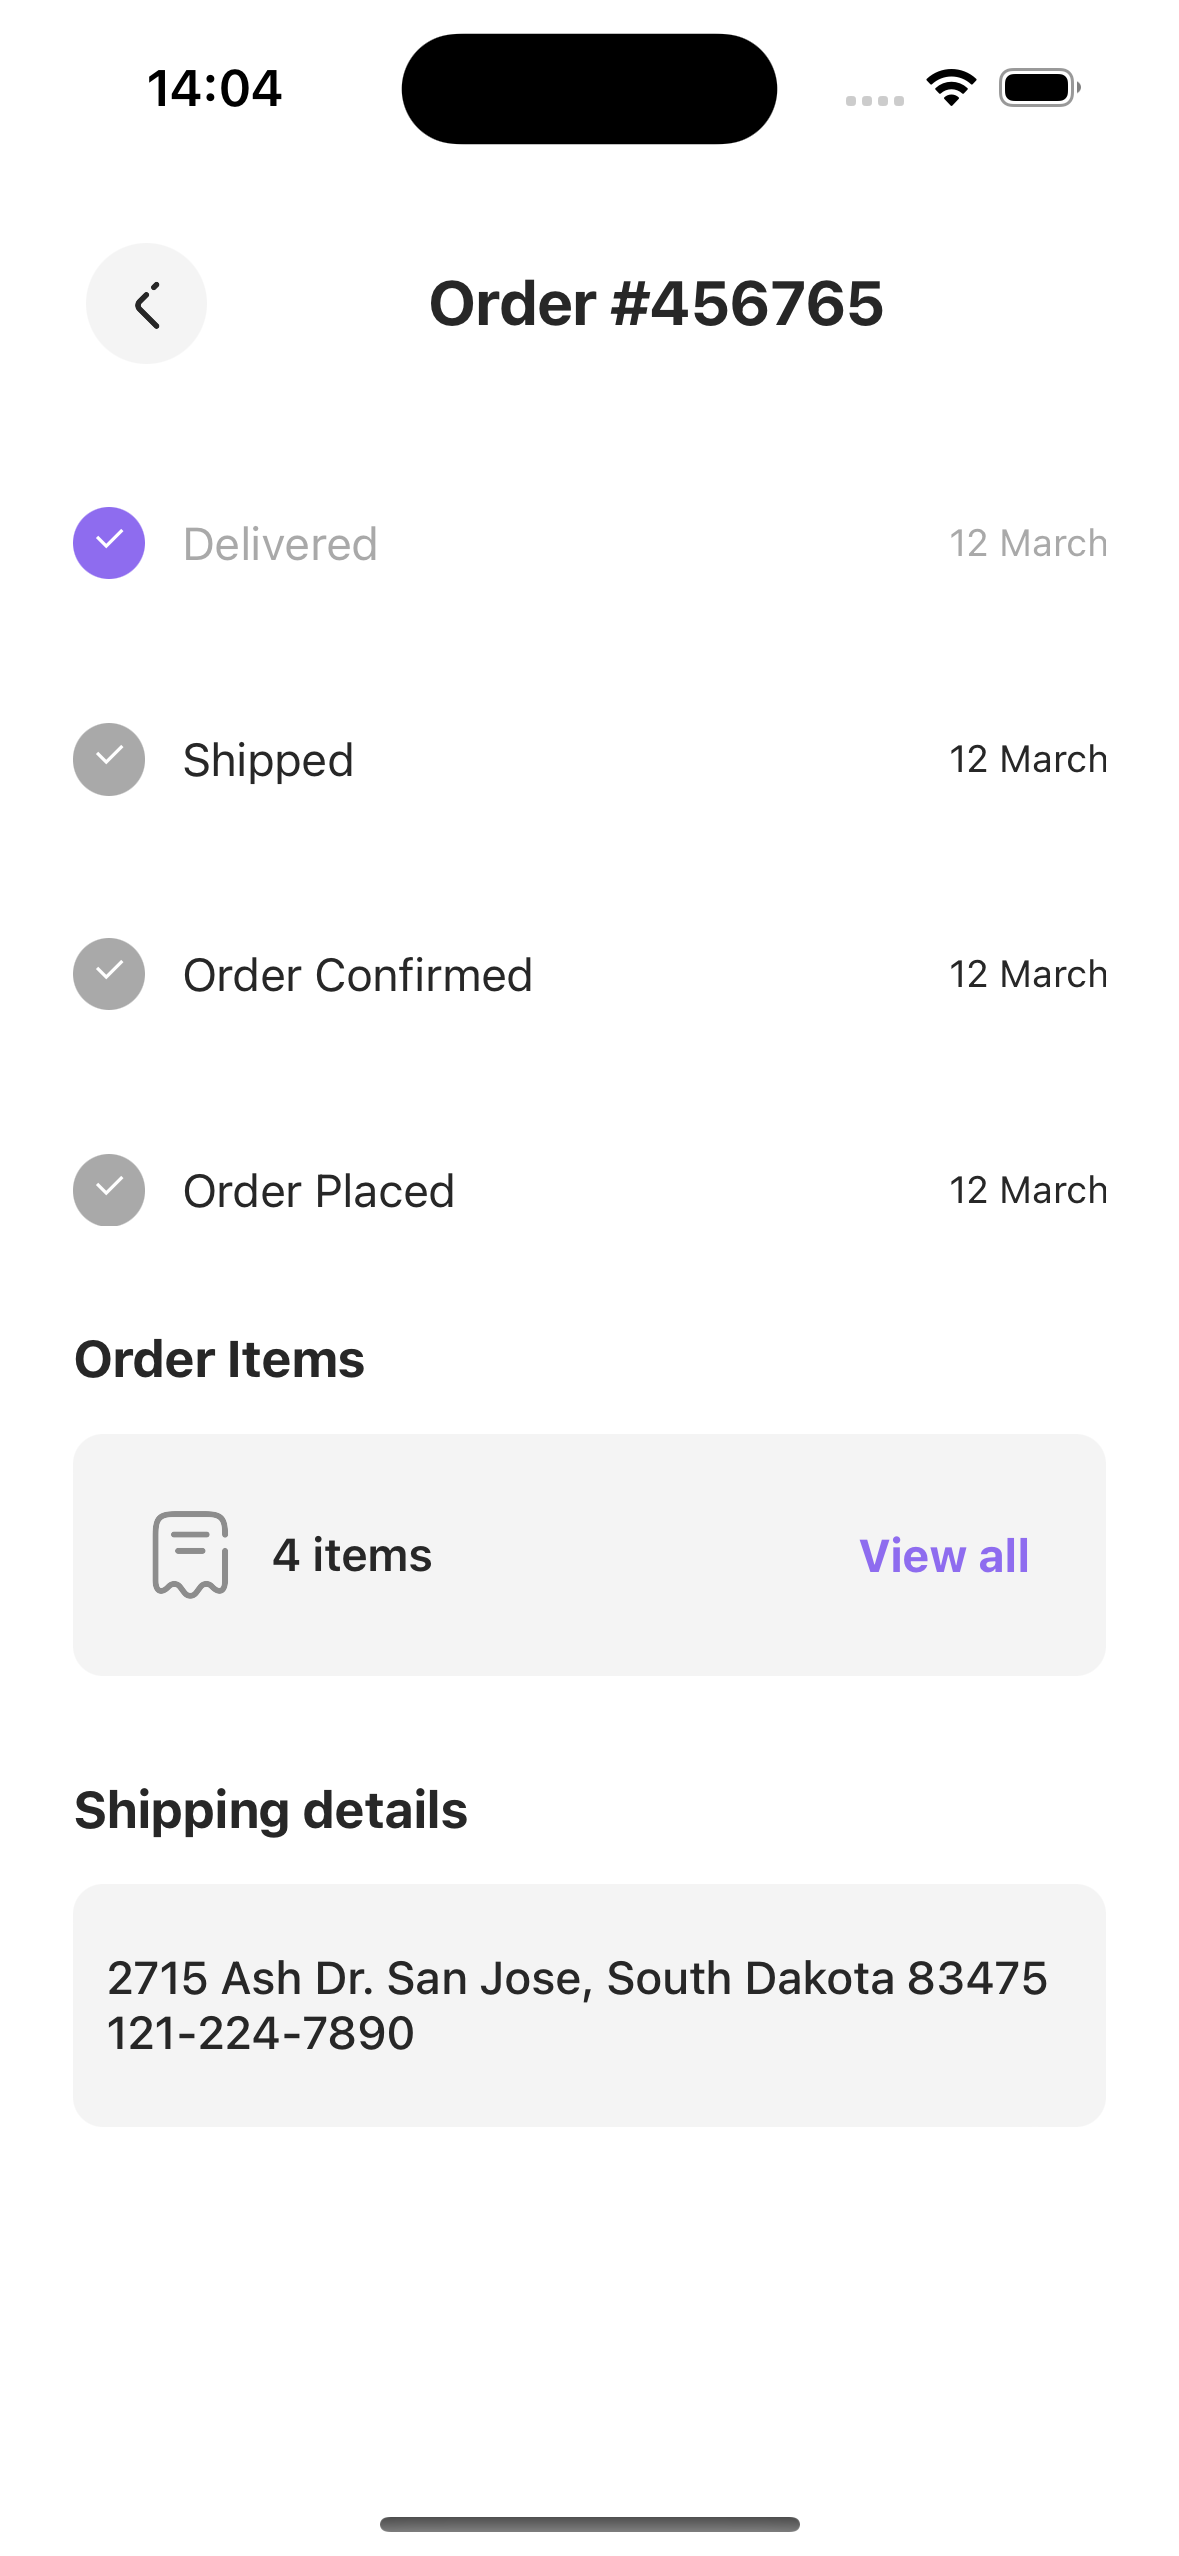 14:04
Order #456765
Delivered 12 March
Shipped 12 March
Order Confirmed 12 March
Order Placed 12 March
Order Items
4 items View all
Shipping details
2715 Ash Dr. San Jose, South Dakota 83475
121-224-7890